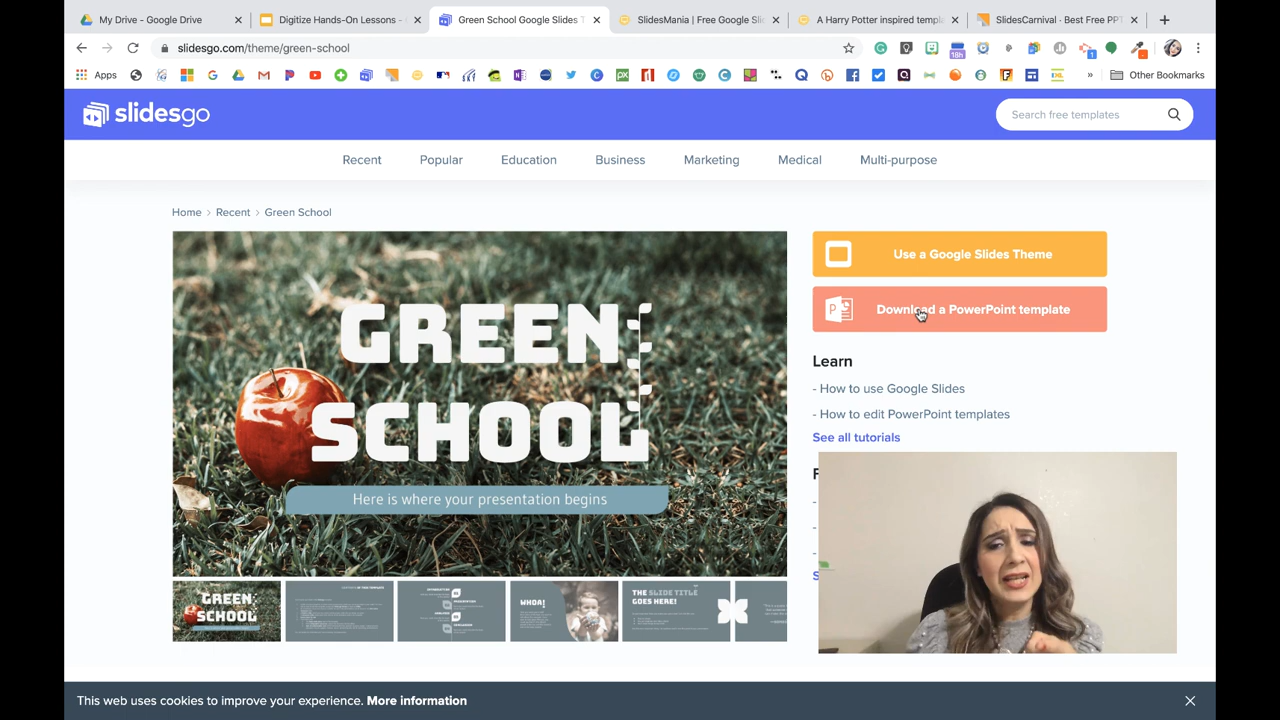 My Drive - Google Drive
Digitize Hands-On Lessons -
Green School Google Slides T
SlidesMania | Free Google Sli
A Harry Potter inspired templa
SlidesCarnival · Best Free PPT
slidesgo.com/theme/green-school
18h
1
Apps
Other Bookmarks
slidesgo
Search free templates
Recent
Popular
Education
Business
Marketing
Medical
Multi-purpose
Home > Recent > Green School
GREEN
SCHOOL
Here is where your presentation begins
Use a Google Slides Theme
Download a PowerPoint template
Learn
- How to use Google Slides
- How to edit PowerPoint templates
See all tutorials
GREEN
SCHOOL
WHOA!
THE SLIDE TITLE
GOES HERE!
This web uses cookies to improve your experience. More information